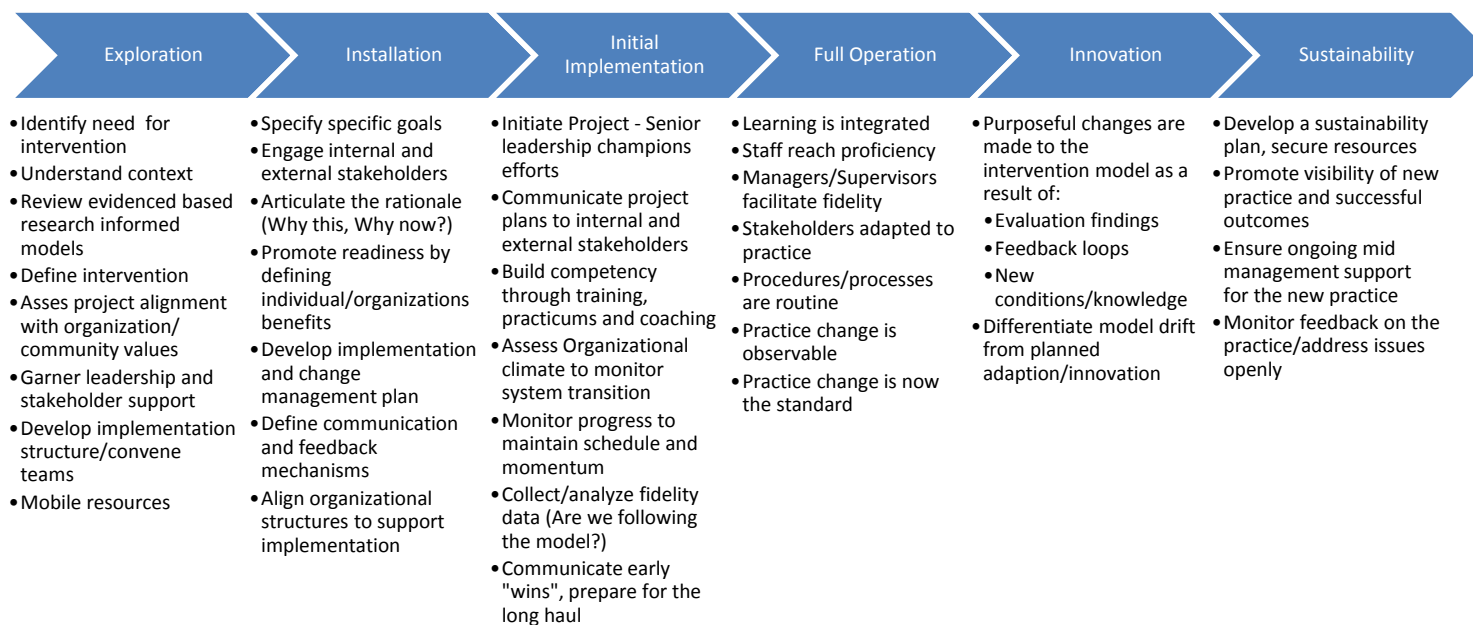 Exploration
Installation
Initial
Implementation
Full Operation
Innovation
Sustainability
•Identify need for
intervention
•Understand context
•Review evidenced based
research informed
models
•Define intervention
•Asses project alignment
with organization/
community values
•Garner leadership and
stakeholder support
•Develop implementation
structure/convene
teams
•Mobile resources
•Specify specific goals
•Engage internal and
external stakeholders
•Articulate the rationale
(Why this, Why now?)
•Promote readiness by
defining
individual/organizations
benefits
•Develop implementation
and change
management plan
•Define communication
and feedback
mechanisms
•Align organizational
structures to support
implementation
•Initiate Project - Senior
leadership champions
efforts
•Communicate project
plans to internal and
external stakeholders
•Build competency
through training,
practicums and coaching
•Assess Organizational
climate to monitor
system transition
•Monitor progress to
maintain schedule and
momentum
•Collect/analyze fidelity
data (Are we following
the model?)
•Communicate early
"wins", prepare for the
long haul
•Learning is integrated
•Staff reach proficiency
•Managers/Supervisors
facilitate fidelity
•Stakeholders adapted to
practice
•Procedures/processes
are routine
•Practice change is
observable
•Practice change is now
the standard
•Purposeful changes are
made to the
intervention model as a
result of:
•Evaluation findings
•Feedback loops
•New
conditions/knowledge
•Differentiate model drift
from planned
adaption/innovation
•Develop a sustainability
plan, secure resources
•Promote visibility of new
practice and successful
outcomes
•Ensure ongoing mid
management support
for the new practice
•Monitor feedback on the
practice/address issues
openly